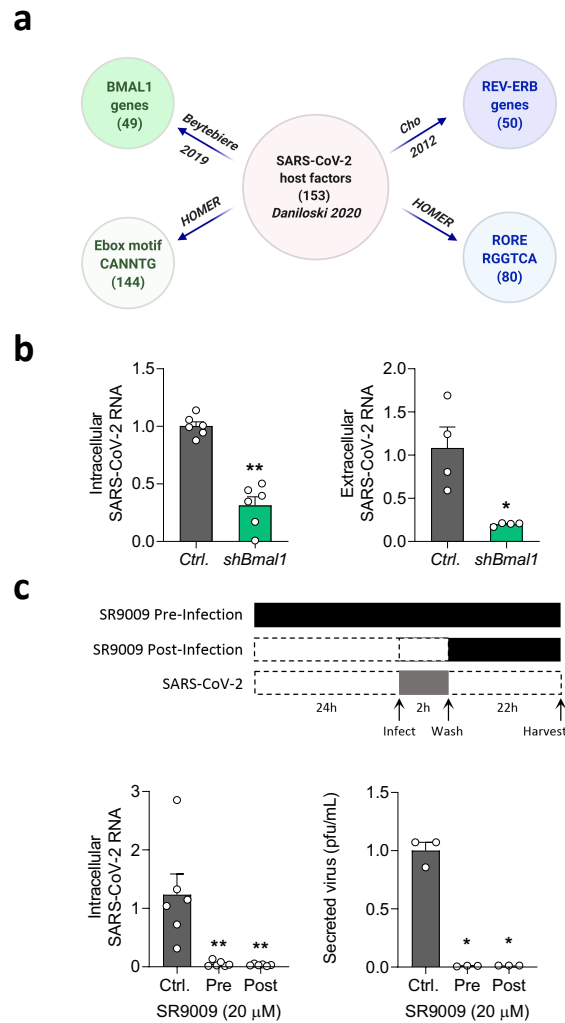 a
BMAL1
genes
(49)
Beytebiere
2019
SARS-CoV-2
host factors
(153)
Daniloski 2020
Cho
2012
REV-ERB
genes
(50)
HOMER
Ebox motif
CANNTG
(144)
HOMER
RORE
RGGTCA
(80)
b
Intracellular
SARS-CoV-2 RNA
1.5
1.0
0.5
0.0
**
Ctrl.
shBmal1
Extracellular
SARS-CoV-2 RNA
2.0
1.5
1.0
0.5
0.0
*
Ctrl.
shBmal1
c
SR9009 Pre-Infection
SR9009 Post-Infection
SARS-CoV-2
24h
2h
22h
Infect
Wash
Harvest
Intracellular
SARS-CoV-2 RNA
3
2
1
0
**
**
Ctrl.
Pre
Post
SR9009 (20 µM)
Secreted virus (pfu/mL)
1.5
1.0
0.5
0.0
*
*
Ctrl.
Pre
Post
SR9009 (20 µM)